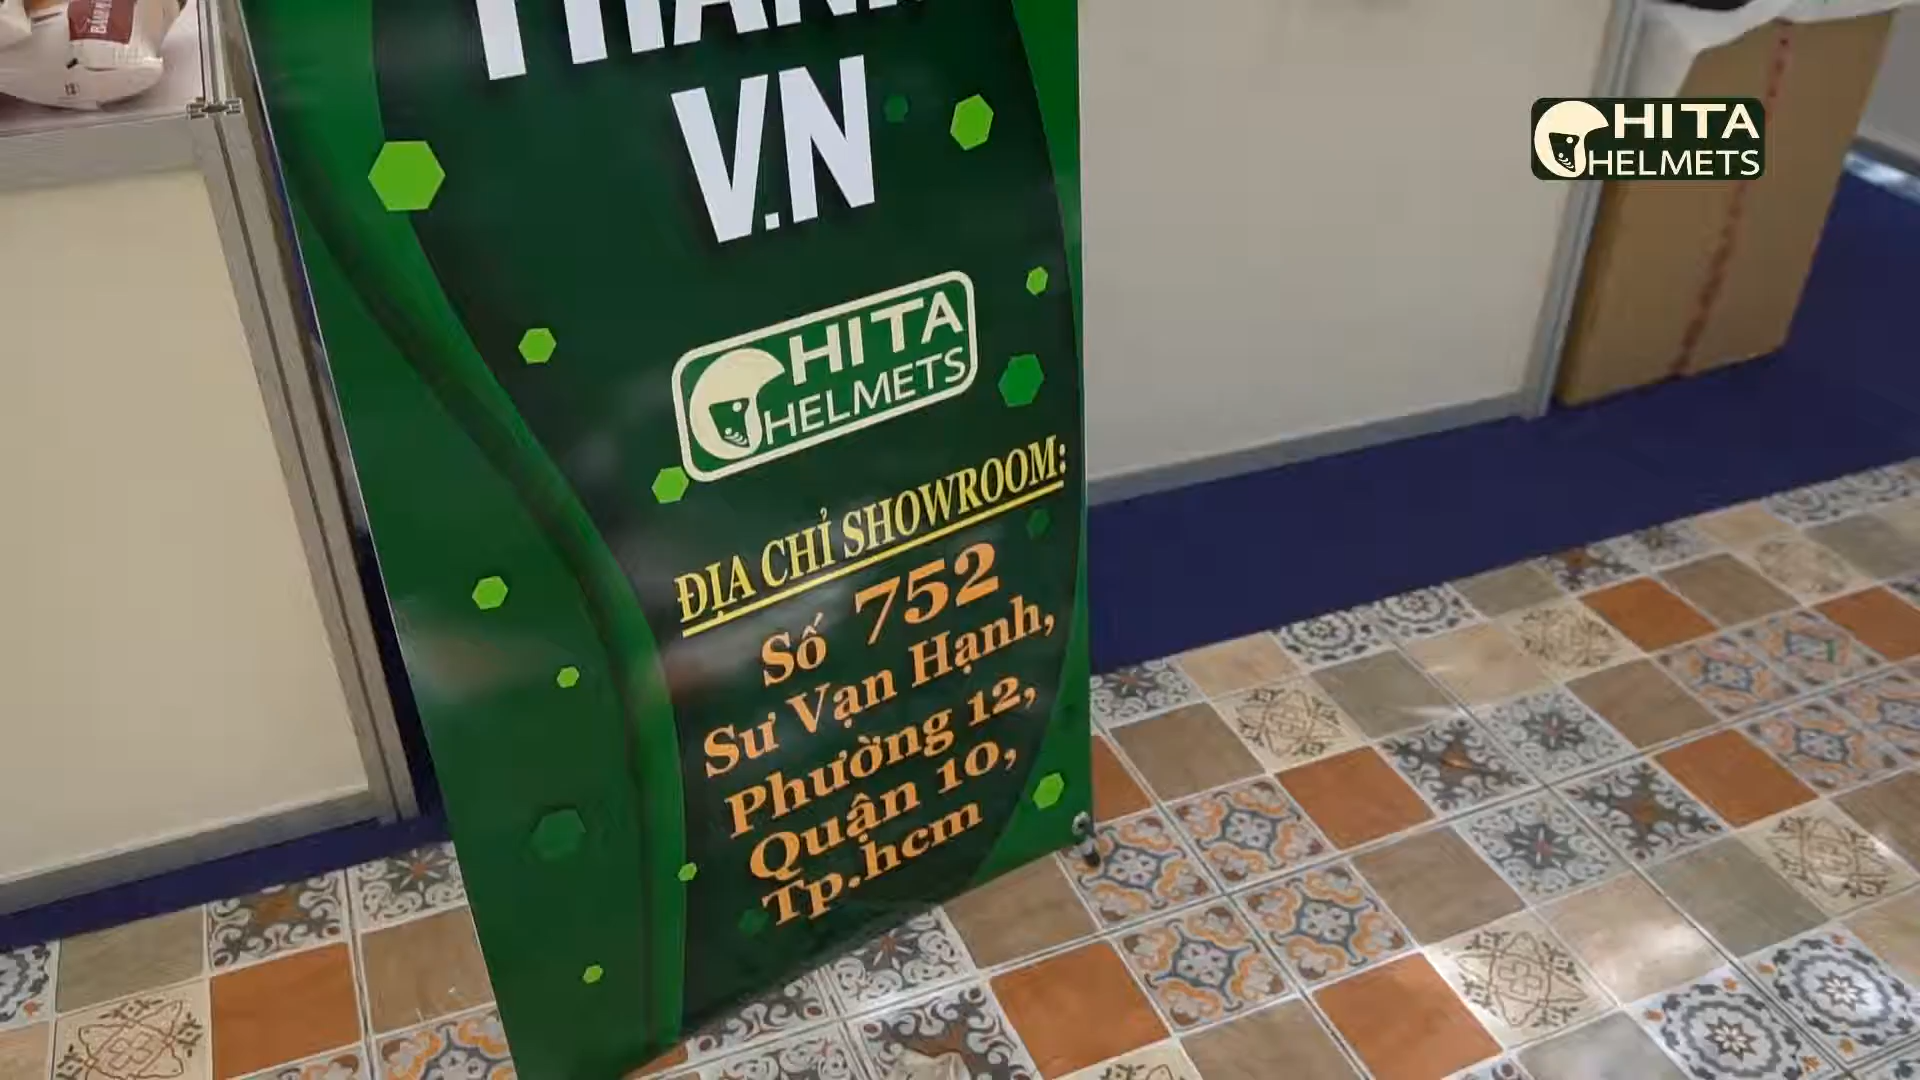 V.N
HITA
HELMETS
HITA
HELMETS
ĐỊA CHỈ SHOWROOM:
Số 752
Sư Vạn Hạnh,
Phường 12,
Quận 10,
Tp.hcm